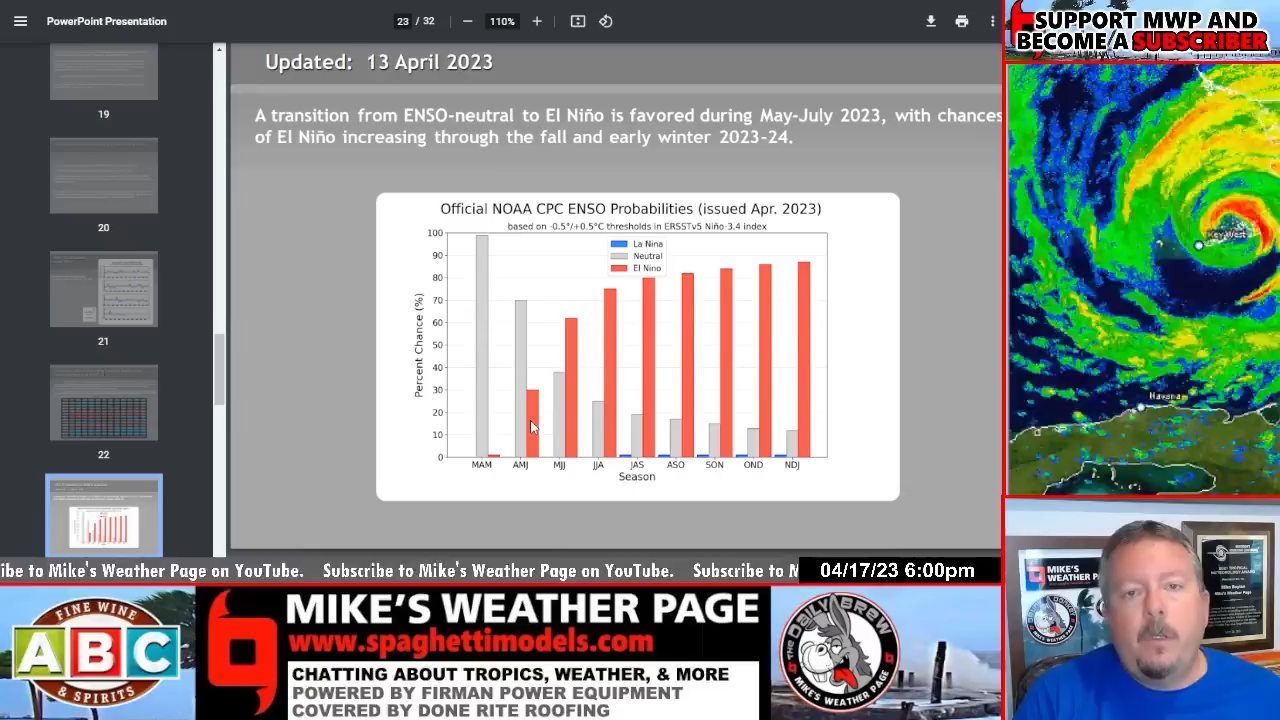 PowerPoint Presentation
23 / 32
110%
19
20
21
22
Updated: 13 April 2023
A transition from ENSO-neutral to El Niño is favored during May-July 2023, with chances
of El Niño increasing through the fall and early winter 2023-24.
Official NOAA CPC ENSO Probabilities (issued Apr. 2023)
based on -0.5°/+0.5°C thresholds in ERSSTv5 Niño-3.4 index
La Nina
Neutral
El Nino
Percent Chance (%)
100
90
80
70
60
50
40
30
20
10
0
MAM AMJ MJJ JJA JAS ASO SON OND NDJ
Season
SUPPORT MWP AND
BECOME A SUBSCRIBER
Key West
Havana
MIKE'S
WEATHER PA
ibe to Mike's Weather Page on YouTube. Subscribe to Mike's Weather Page on YouTube. Subscribe to M
04/17/23 6:00pm
FINE WINE
ABC
& SPIRITS
MIKE'S WEATHER PAGE
www.spaghettimodels.com
CHATTING ABOUT TROPICS, WEATHER, & MORE
POWERED BY FIRMAN POWER EQUIPMENT
COVERED BY DONE RITE ROOFING
MIKE'S WEATHER PAGE